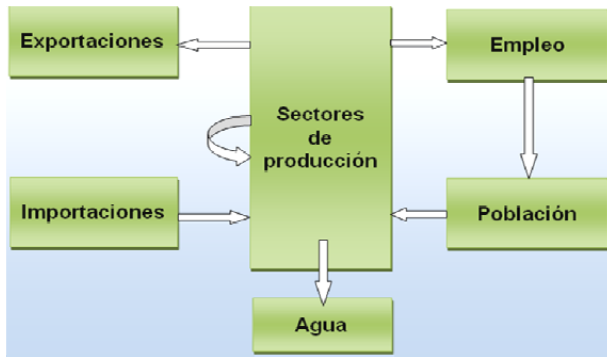 Exportaciones
Empleo
Sectores
de
producción
Importaciones
Población
Agua